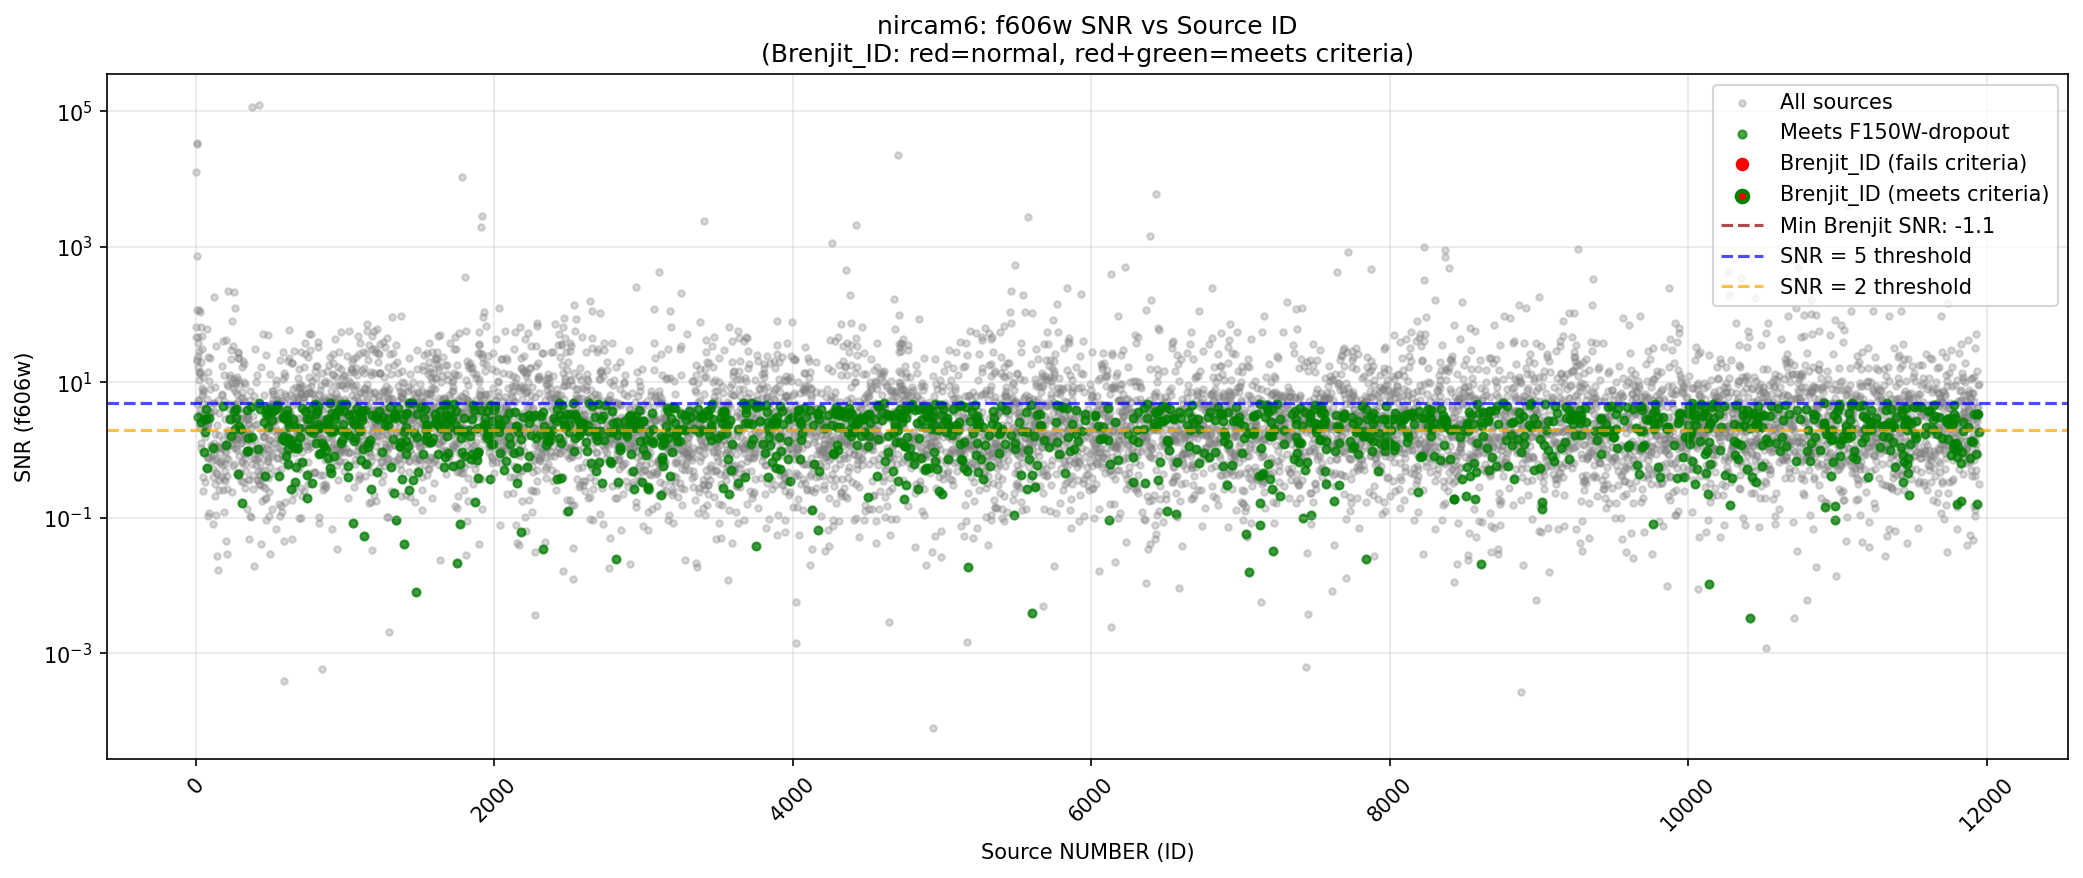 nircam6: f606w SNR vs Source ID
(Brenjit_ID: red=normal, red+green=meets criteria)
SNR (f606w)
10^5
10^3
10^1
10^−1
10^−3
All sources
Meets F150W-dropout
Brenjit_ID (fails criteria)
Brenjit_ID (meets criteria)
Min Brenjit SNR: -1.1
SNR = 5 threshold
SNR = 2 threshold
0
2000
4000
6000
8000
10000
12000
Source NUMBER (ID)